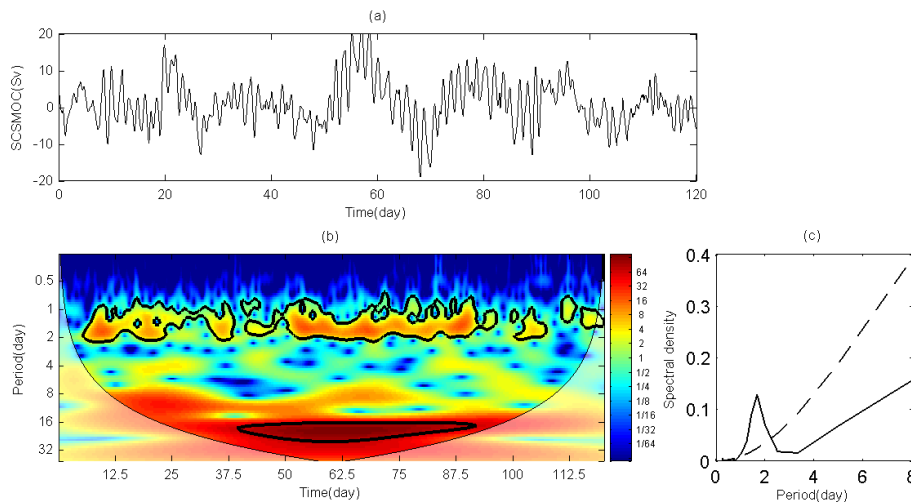 (a)
20
10
0
-10
-20
SCSMOC(Sv)
0 20 40 60 80 100 120
Time(day)
(b)
0.5
1
2
4
8
16
32
Period(day)
12.5 25 37.5 50 62.5 75 87.5 100 112.5
Time(day)
64
32
16
8
4
2
1
1/2
1/4
1/8
1/16
1/32
1/64
(c)
0.4
0.3
0.2
0.1
0
Spectral density
0 2 4 6 8
Period(day)